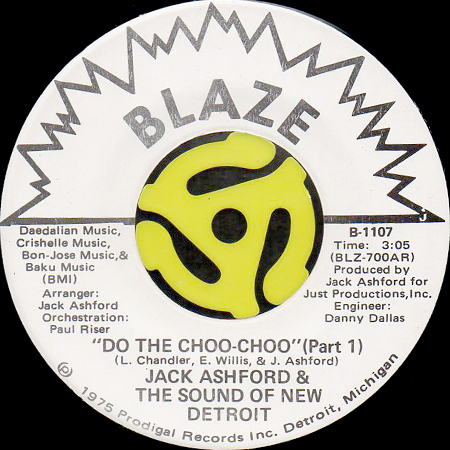 BLAZE
Daedalian Music,
Crishelle Music,
Bon-Jose Music,&
Baku Music
(BMI)
Arranger:
Jack Ashford
Orchestration:
Paul Riser
B-1107
Time: 3:05
(BLZ-700AR)
Produced by
Jack Ashford for
Just Productions,Inc.
Engineer:
Danny Dallas
"DO THE CHOO-CHOO"(Part 1)
(L. Chandler, E. Willis, & J. Ashford)
JACK ASHFORD &
THE SOUND OF NEW
DETROIT
℗ 1975 Prodigal Records Inc. Detroit, Michigan